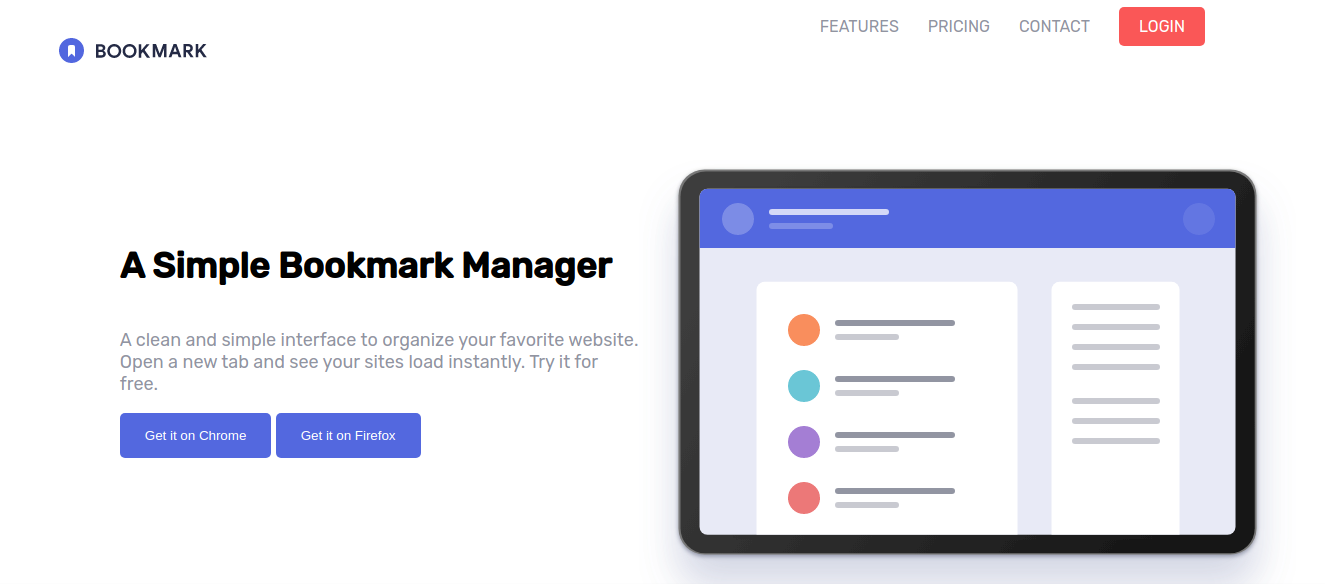 FEATURES PRICING CONTACT LOGIN
BOOKMARK
A Simple Bookmark Manager
A clean and simple interface to organize your favorite website.
Open a new tab and see your sites load instantly. Try it for
free.
Get it on Chrome Get it on Firefox